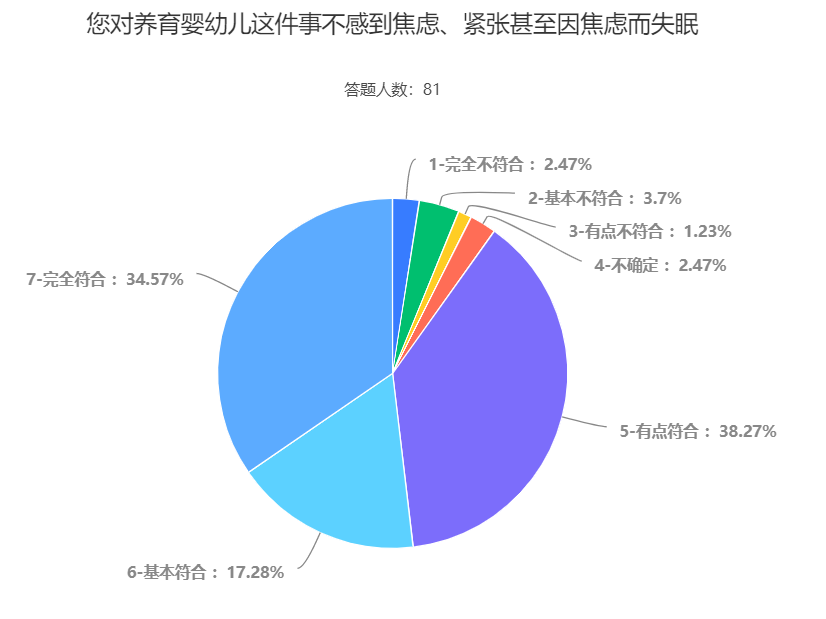 您对养育婴幼儿这件事不感到焦虑、紧张甚至因焦虑而失眠
答题人数：81
1-完全不符合： 2.47%
2-基本不符合： 3.7%
3-有点不符合： 1.23%
4-不确定： 2.47%
7-完全符合： 34.57%
5-有点符合： 38.27%
6-基本符合： 17.28%